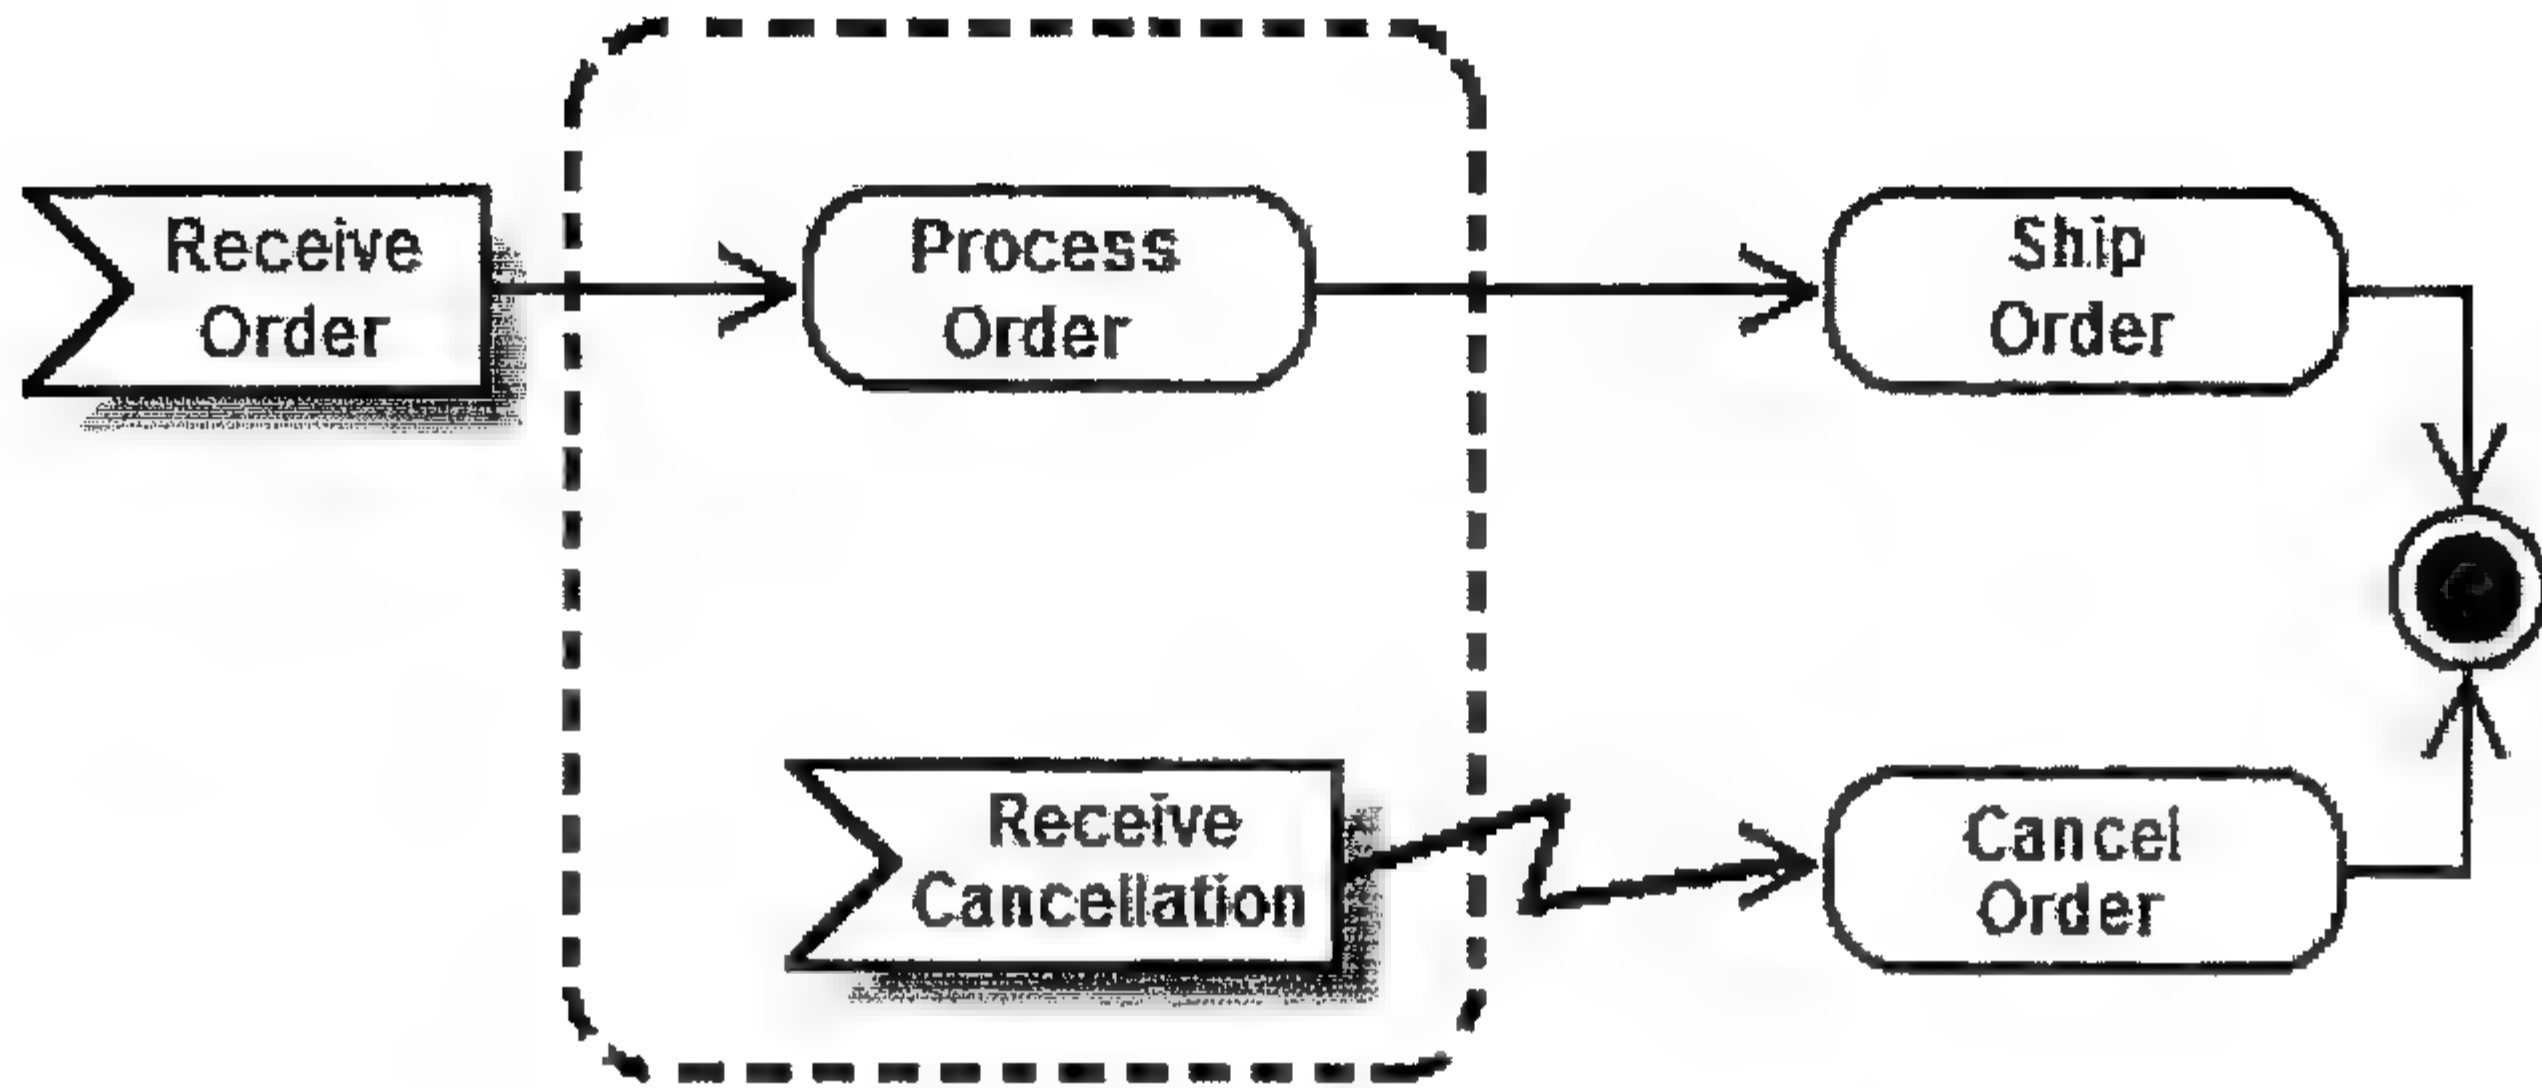 Receive
Order
Process
Order
Ship
Order
Receive
Cancellation
Cancel
Order